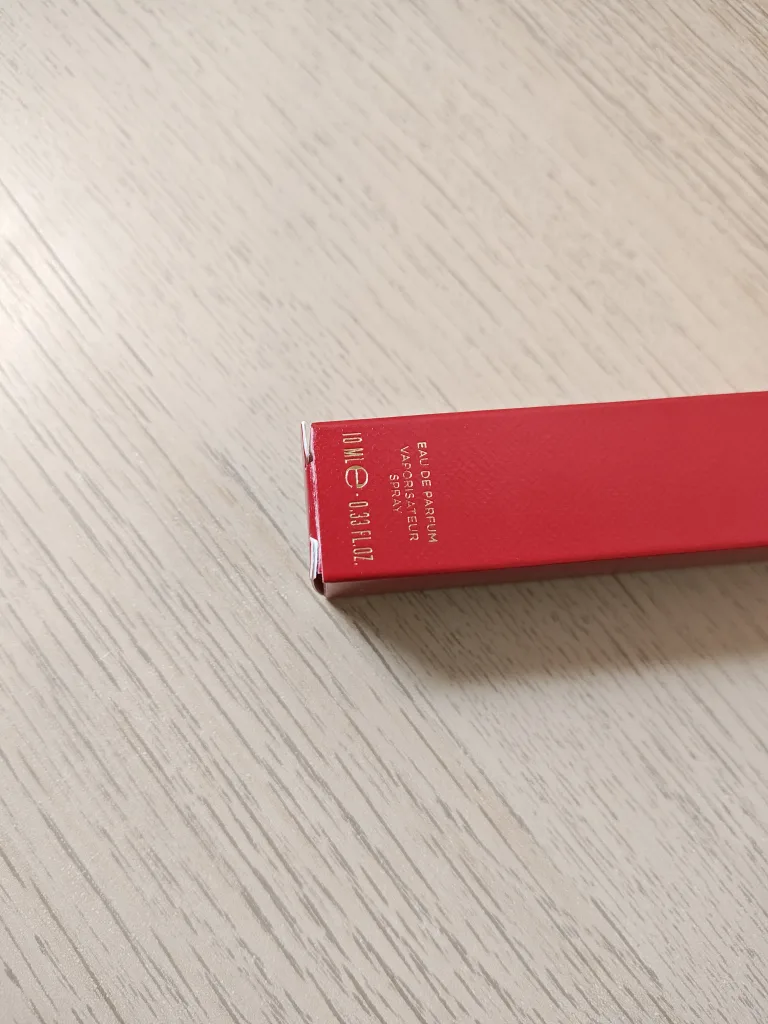 EAU DE PARFUM
VAPORISATEUR
SPRAY
10 ML℮ · 0.33 FL.OZ.